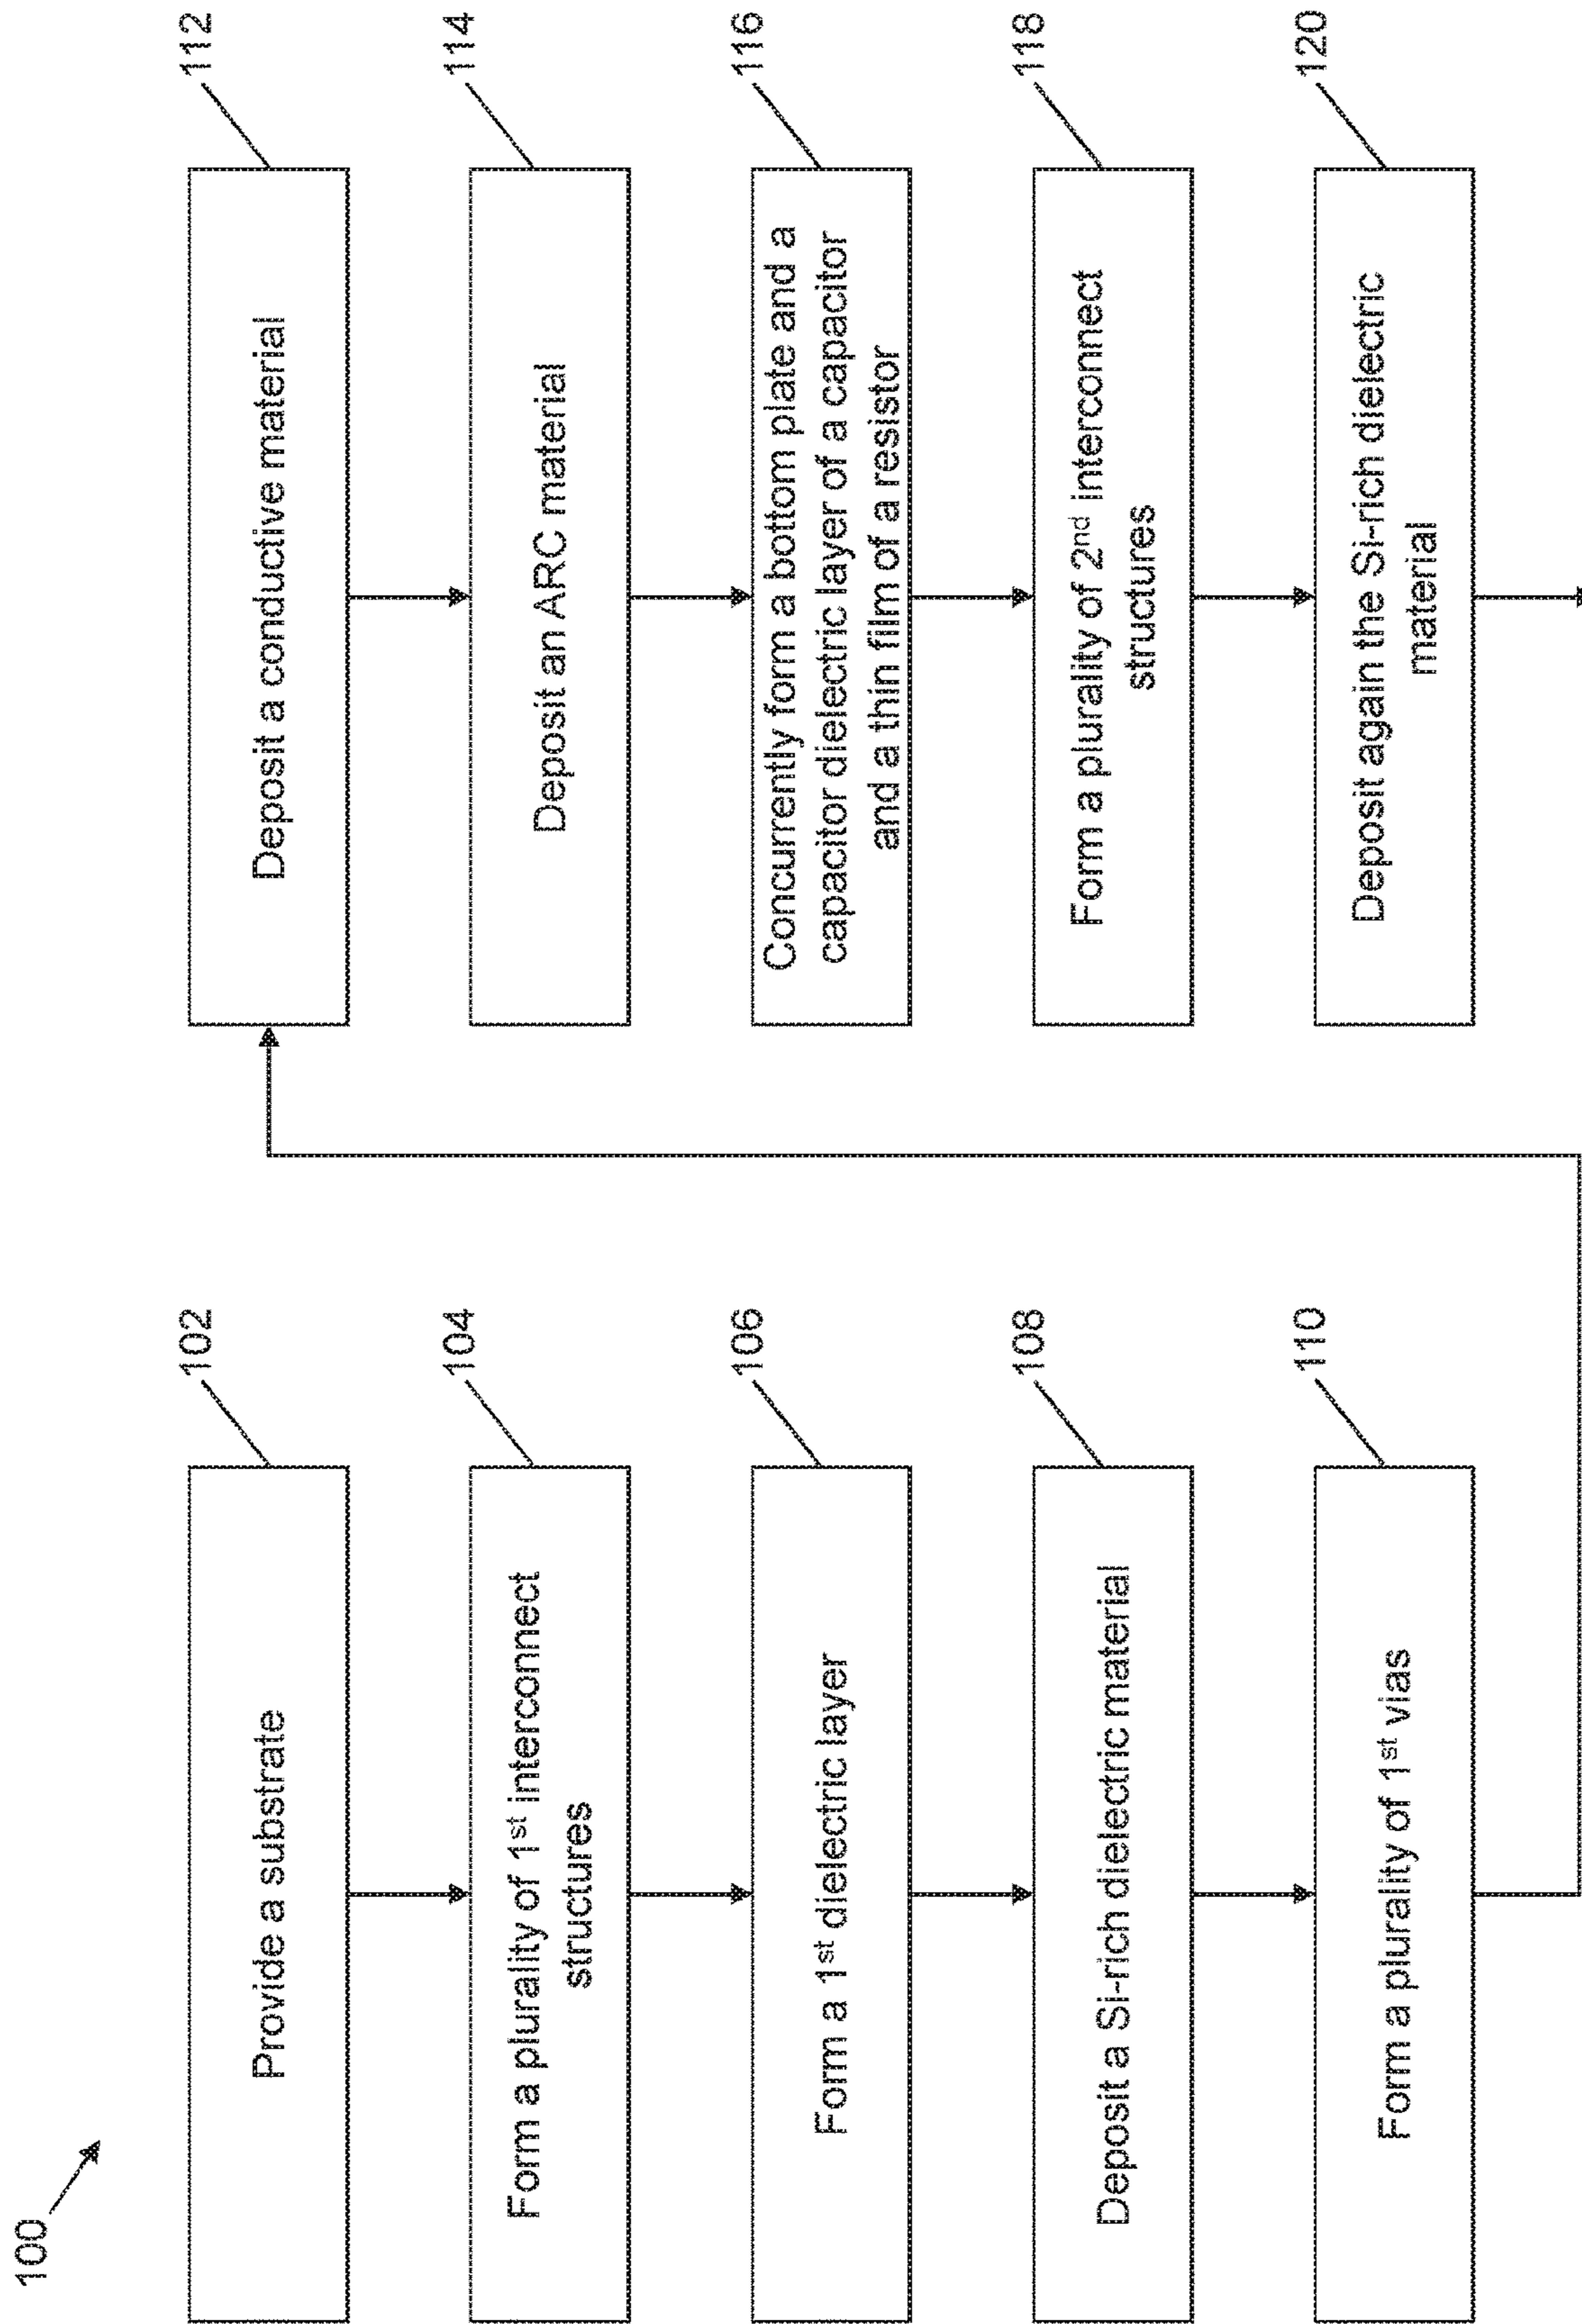 100
102
Provide a substrate
104
Form a plurality of 1st interconnect
structures
106
Form a 1st dielectric layer
108
Deposit a Si-rich dielectric material
110
Form a plurality of 1st vias
112
Deposit a conductive material
114
Deposit an ARC material
116
Concurrently form a bottom plate and a
capacitor dielectric layer of a capacitor
and a thin film of a resistor
118
Form a plurality of 2nd interconnect
structures
120
Deposit again the Si-rich dielectric
material